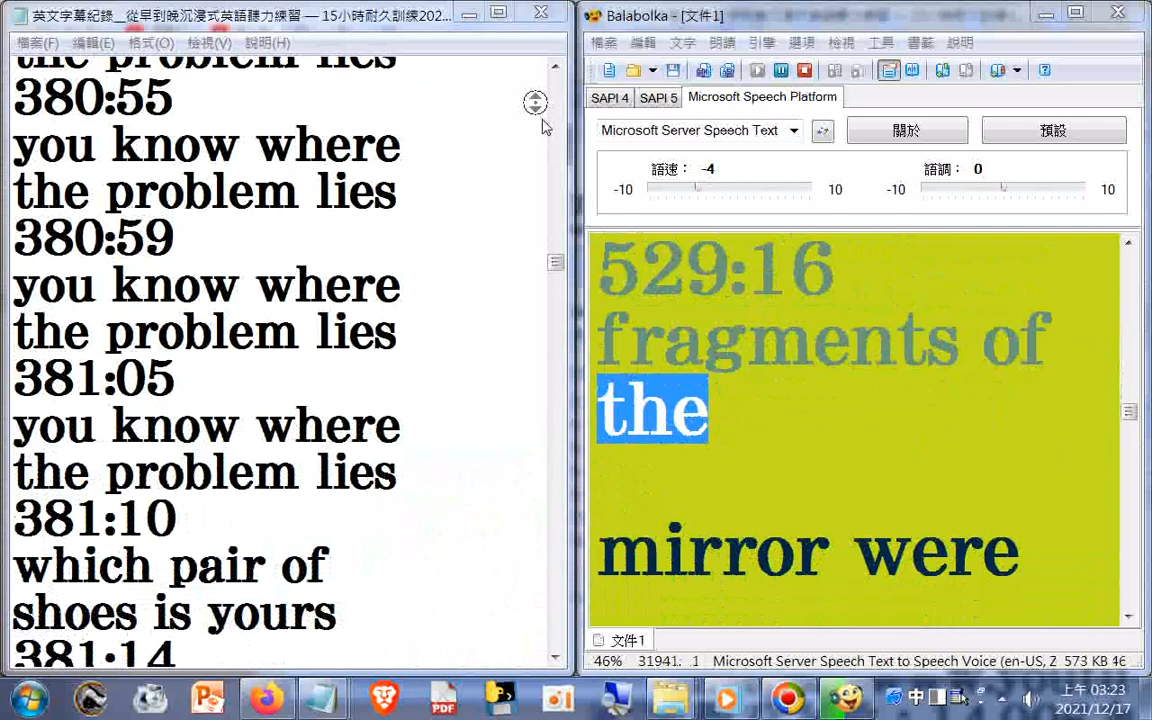 英文字幕紀錄__從早到晚沉浸式英語聽力練習 — 15小時耐久訓練202...
檔案(F) 編輯(E) 格式(O) 檢視(V) 說明(H)
the problem lies
380:55
you know where
the problem lies
380:59
you know where
the problem lies
381:05
you know where
the problem lies
381:10
which pair of
shoes is yours
381:14
Balabolka - [文件1]
檔案 編輯 文字 朗讀 引擎 選項 檢視 工具 書籤 說明
SAPI 4 SAPI 5 Microsoft Speech Platform
Microsoft Server Speech Text 關於 預設
語速: -4 語調: 0
-10 10 -10 10
529:16
fragments of
the
mirror were
文件1
46% 31941. .1 Microsoft Server Speech Text to Speech Voice (en-US, Z 573 KB 46
中 上午 03:23
2021/12/17